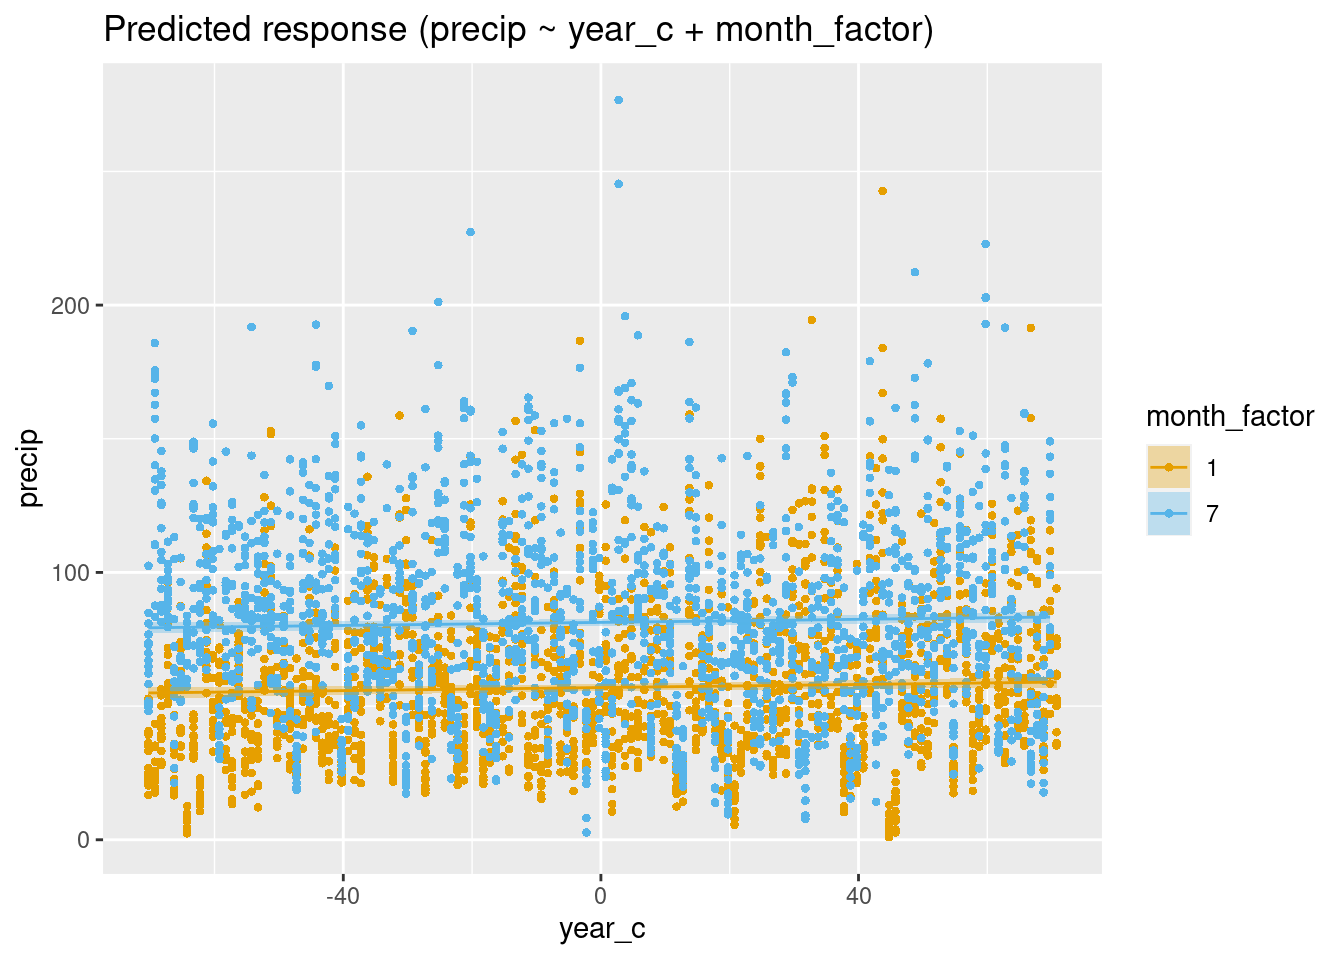 Predicted response (precip ~ year_c + month_factor)
precip
200
100
0
-40
0
40
year_c
month_factor
1
7